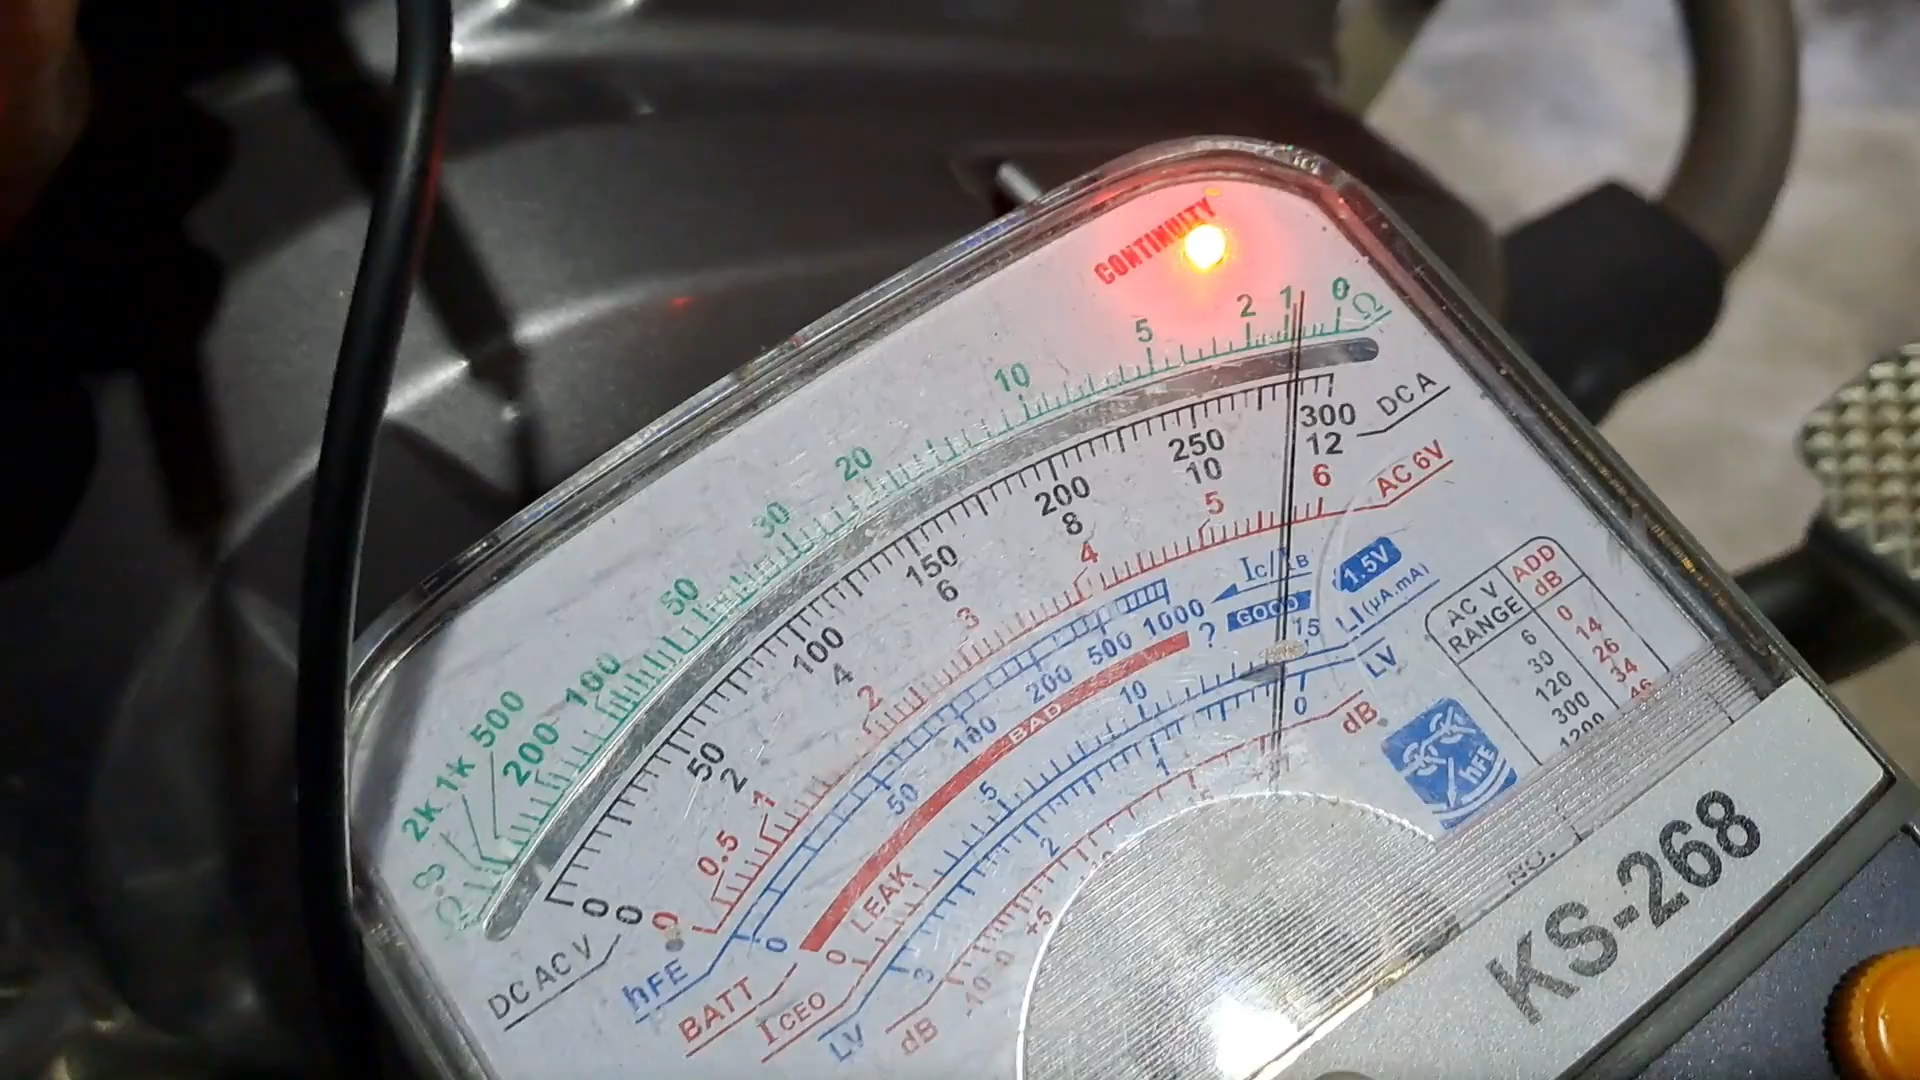 CONTINUITY
2k 1k 500 200 100 50 30 20 10 5 2 1 0 Ω
0 50 100 150 200 250 300 DC A
0 2 4 6 8 10 12
DC AC V
0 0.5 1 2 3 4 5 6 AC 6V
hFE 0 50 100 200 500 1000 IC/IB
BATT BAD ? GOOD 1.5V
ICEO LEAK 0 5 10 15 LI(µA,mA)
LV 3 2 1 0 LV
dB -10 0 +5 dB
AC V RANGE ADD dB
6 0
30 14
120 26
300 34
1200 46
hFE
NO.
KS-268